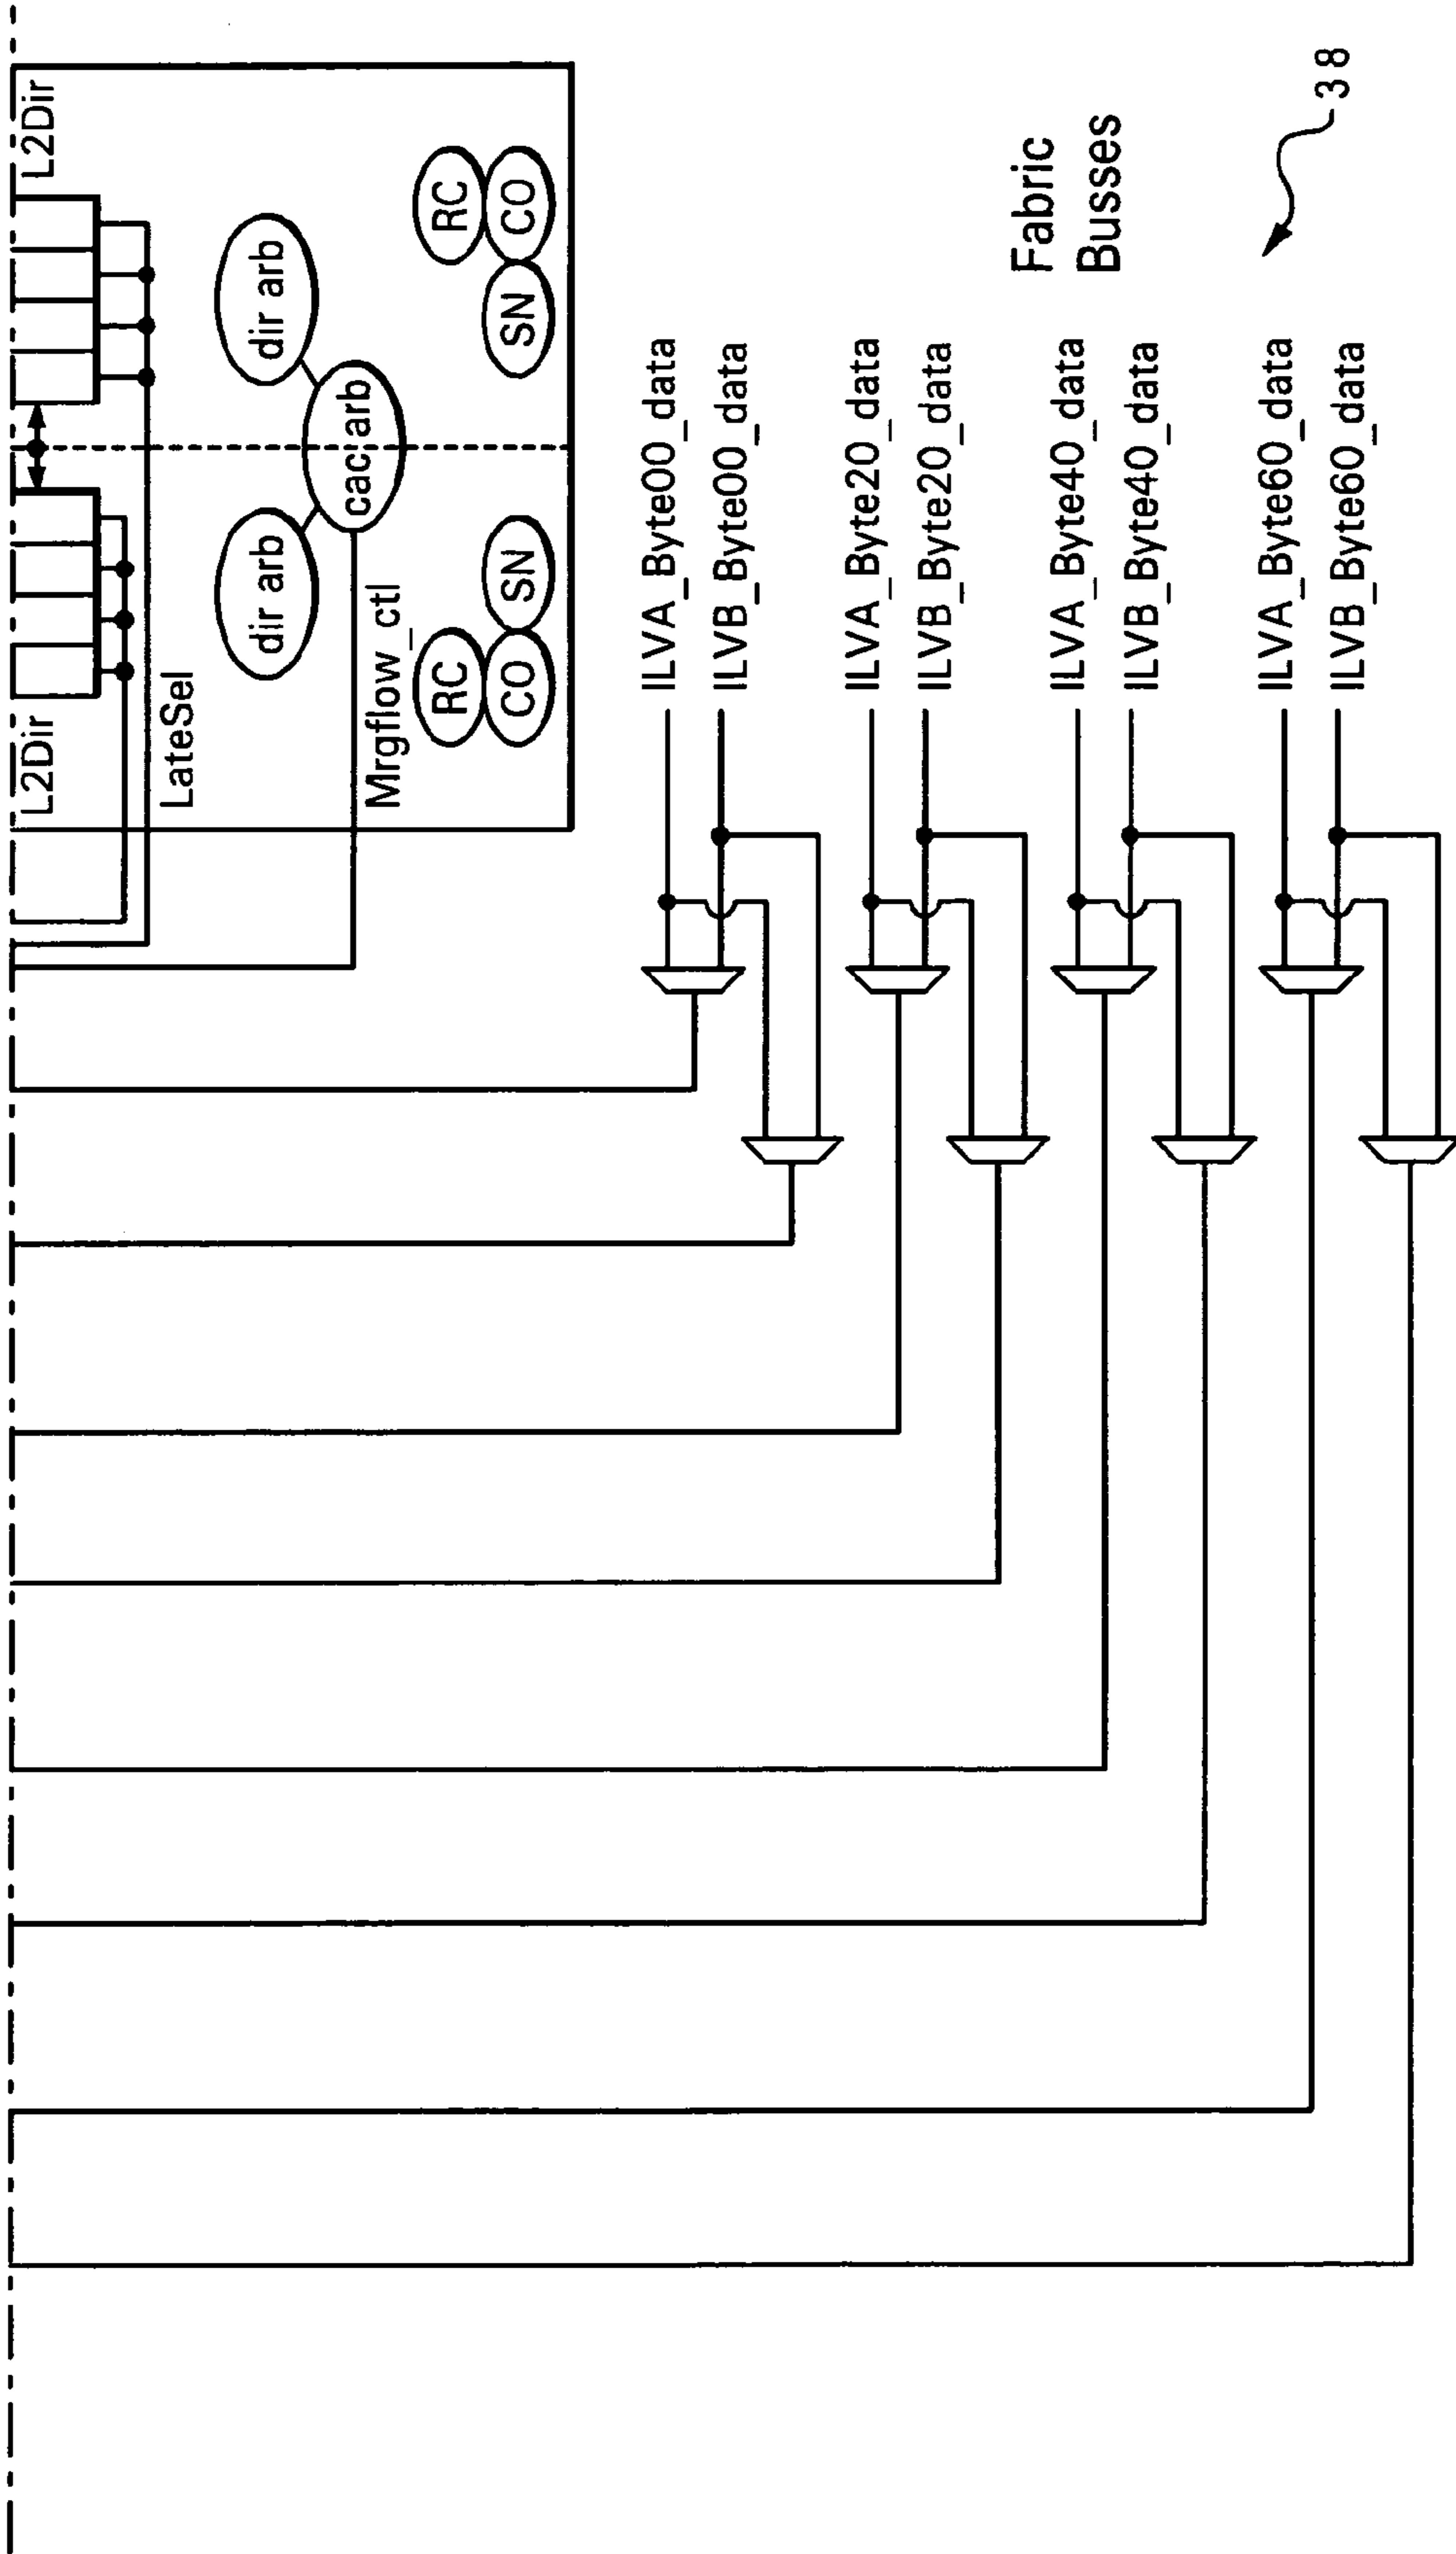 L2Dir
L2Dir
LateSel
dir arb
dir arb
cac arb
Mrgflow_ctl
RC
CO
SN
SN
RC
CO
ILVA_Byte00_data
ILVB_Byte00_data
ILVA_Byte20_data
ILVB_Byte20_data
ILVA_Byte40_data
ILVB_Byte40_data
ILVA_Byte60_data
ILVB_Byte60_data
Fabric
Busses
38